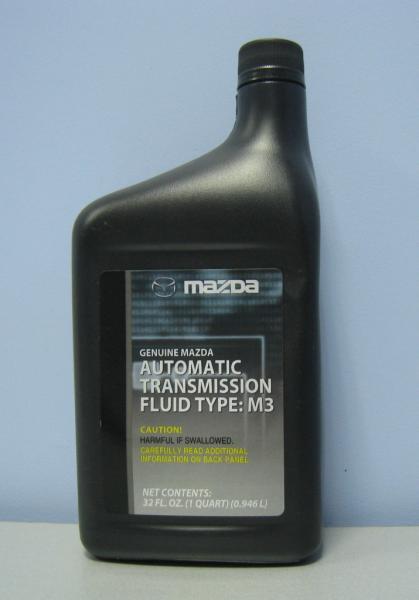 mazda
GENUINE MAZDA
AUTOMATIC
TRANSMISSION
FLUID TYPE: M3
CAUTION!
HARMFUL IF SWALLOWED.
CAREFULLY READ ADDITIONAL
INFORMATION ON BACK PANEL
NET CONTENTS:
32 FL. OZ. (1 QUART) (0.946 L)